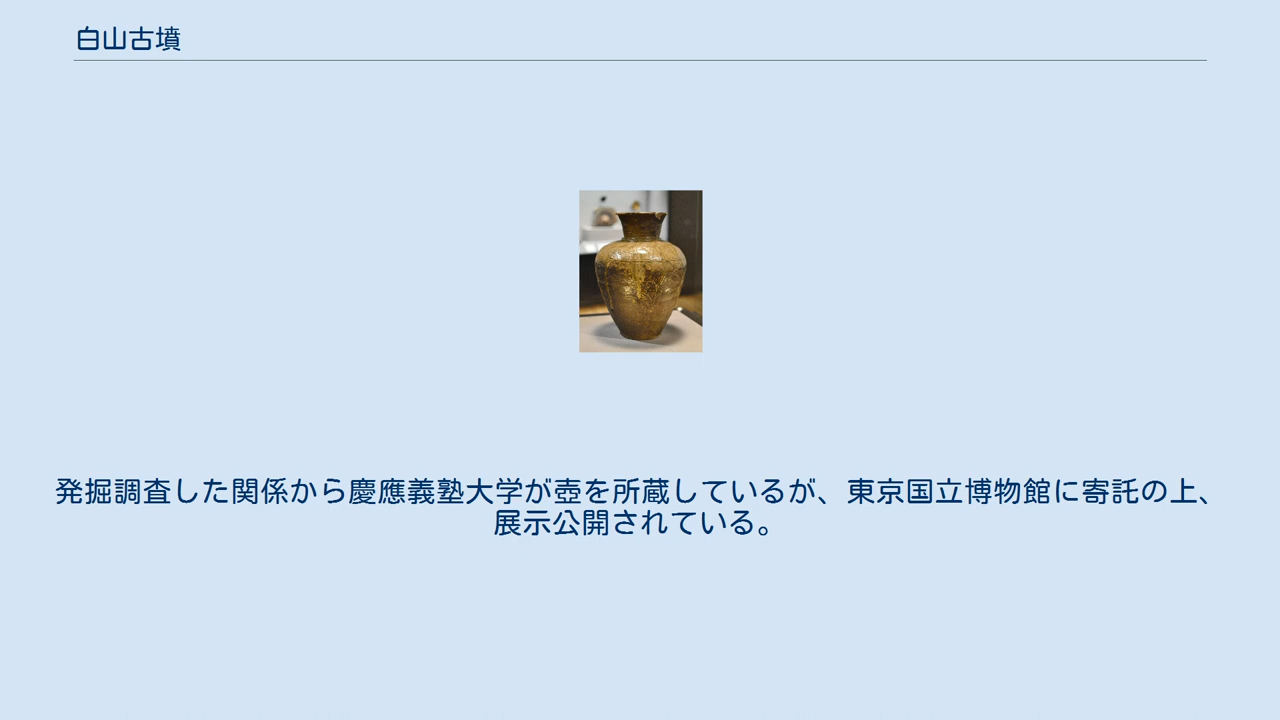 白山古墳
発掘調査した関係から慶應義塾大学が壺を所蔵しているが、東京国立博物館に寄託の上、
展示公開されている。